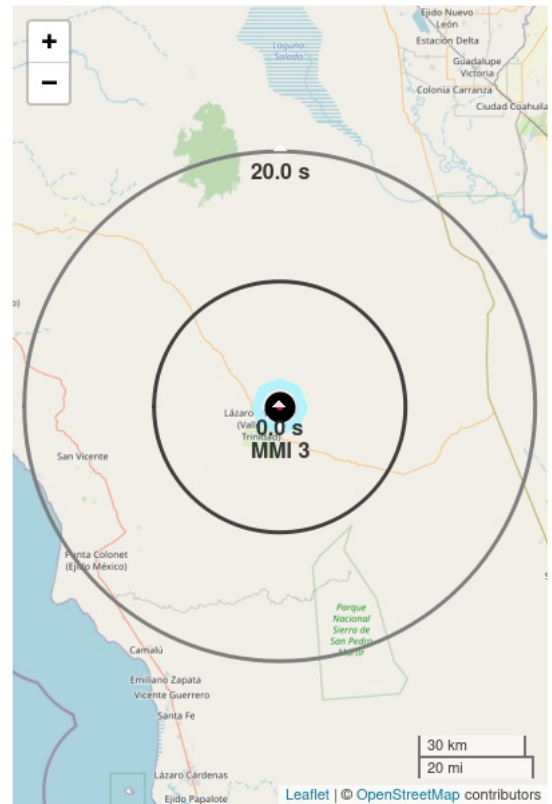 +
−
Ejido Nuevo
León
Estación Delta
Laguna
Salada
Guadalupe
Victoria
Colonia Carranza
Ciudad Coahuila
20.0 s
o)
Lázaro
(Valle
Trinidad)
0.0 s
MMI 3
San Vicente
Punta Colonet
(Ejido México)
Parque
Nacional
Sierra de
San Pedro
Mártir
Camalú
Emiliano Zapata
Vicente Guerrero
Santa Fe
30 km
20 mi
Lázaro Cárdenas
Ejido Papalote
Leaflet | © OpenStreetMap contributors